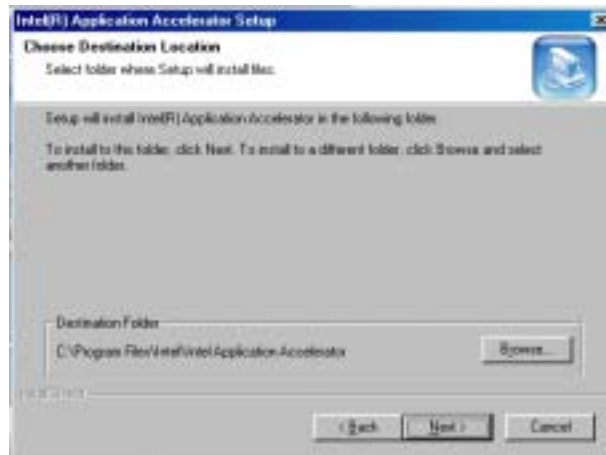 Intel(R) Application Accelerator Setup
Choose Destination Location
Select folder where Setup will install files.
Setup will install Intel(R) Application Accelerator in the following folder.
To install to this folder, click Next. To install to a different folder, click Browse and select
another folder.
Destination Folder
C:\Program Files\Intel\Intel Application Accelerator
Browse...
< Back
Next >
Cancel